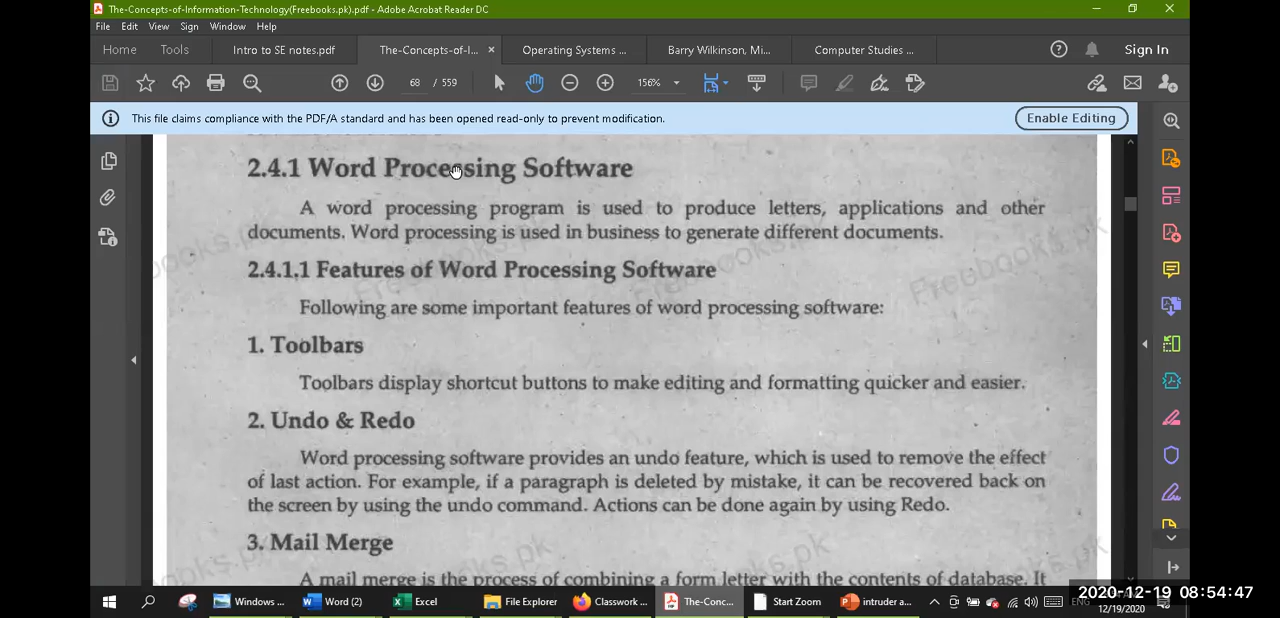 The-Concepts-of-Information-Technology(Freebooks.pk).pdf - Adobe Acrobat Reader DC
File Edit View Sign Window Help
Home Tools Intro to SE notes.pdf The-Concepts-of-I... × Operating Systems ... Barry Wilkinson, Mi... Computer Studies ... Sign In
68 / 559 156%
This file claims compliance with the PDF/A standard and has been opened read-only to prevent modification. Enable Editing
2.4.1 Word Processing Software
A word processing program is used to produce letters, applications and other
documents. Word processing is used in business to generate different documents.
2.4.1.1 Features of Word Processing Software
Following are some important features of word processing software:
1. Toolbars
Toolbars display shortcut buttons to make editing and formatting quicker and easier.
2. Undo & Redo
Word processing software provides an undo feature, which is used to remove the effect
of last action. For example, if a paragraph is deleted by mistake, it can be recovered back on
the screen by using the undo command. Actions can be done again by using Redo.
3. Mail Merge
A mail merge is the process of combining a form letter with the contents of database. It
Freebooks.pk
Windows ... Word (2) Excel File Explorer Classwork ... The-Conc... Start Zoom intruder a... ENG
2020-12-19 08:54:47
12/19/2020